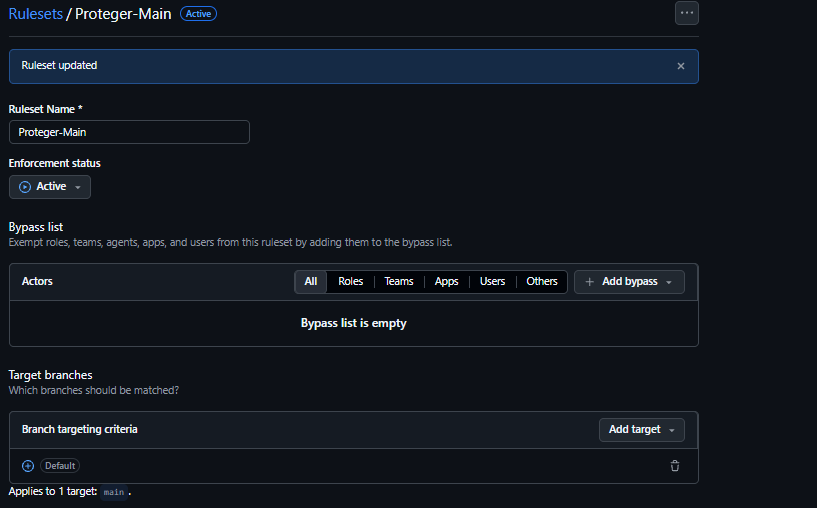 Rulesets / Proteger-Main Active
Ruleset updated
Ruleset Name *
Proteger-Main
Enforcement status
Active
Bypass list
Exempt roles, teams, agents, apps, and users from this ruleset by adding them to the bypass list.
Actors All Roles Teams Apps Users Others Add bypass
Bypass list is empty
Target branches
Which branches should be matched?
Branch targeting criteria Add target
Default
Applies to 1 target: main.